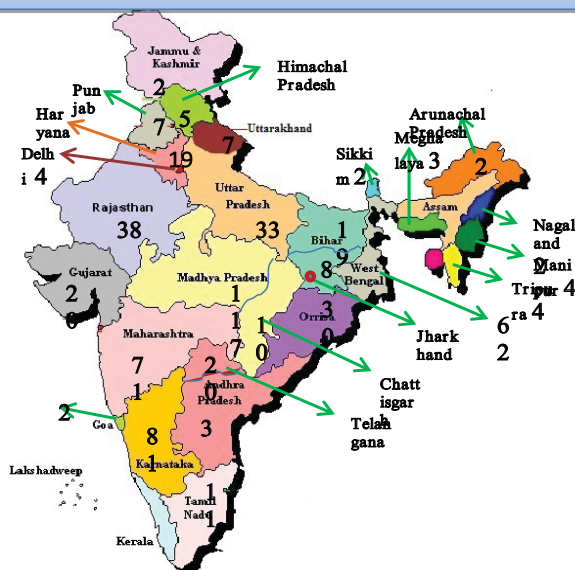 Jammu &
Kashmir
2
Himachal
Pradesh
Pun
jab
5
7
Har
yana
Uttarakhand
7
Delh
i 4
19
Arunachal
Pradesh
Megha
laya 3
2
Sikki
m 2
Uttar
Pradesh
33
Assam
Rajasthan
38
Nagal
and
2
Bihar
1
9
8
West
Bengal
Mani
pur 4
Gujarat
2
Madhya Pradesh
1
1
7
1
0
Tripu
ra 4
6
2
Orrisa
3
0
Maharashtra
7
1
Jhark
hand
2
0
Andhra
Pradesh
3
Chatt
isgar
h
Telan
gana
2
Goa
8
1
Karnataka
Lakshadweep
Tamil
Nadu
1
1
Kerala